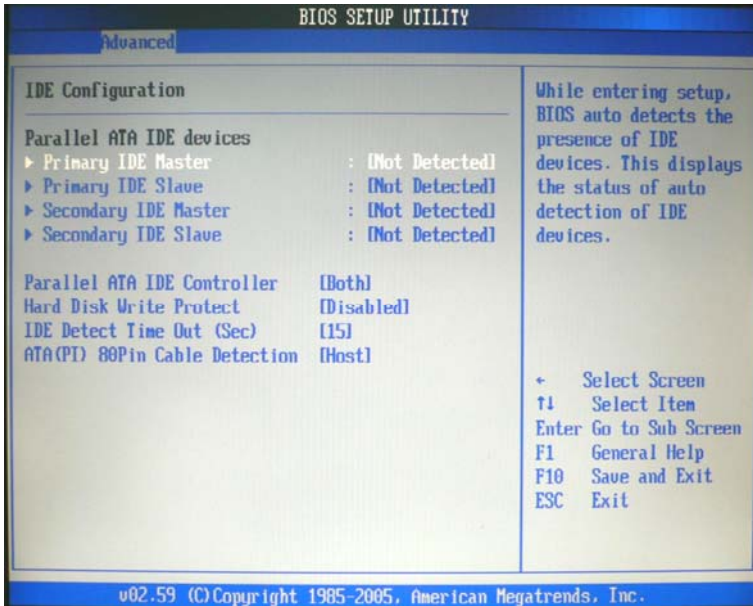 BIOS SETUP UTILITY
Advanced
IDE Configuration
Parallel ATA IDE devices
▶ Primary IDE Master : [Not Detected]
▶ Primary IDE Slave : [Not Detected]
▶ Secondary IDE Master : [Not Detected]
▶ Secondary IDE Slave : [Not Detected]
Parallel ATA IDE Controller [Both]
Hard Disk Write Protect [Disabled]
IDE Detect Time Out (Sec) [15]
ATA(PI) 80Pin Cable Detection [Host]
While entering setup,
BIOS auto detects the
presence of IDE
devices. This displays
the status of auto
detection of IDE
devices.
← Select Screen
↑↓ Select Item
Enter Go to Sub Screen
F1 General Help
F10 Save and Exit
ESC Exit
v02.59 (C)Copyright 1985-2005, American Megatrends, Inc.